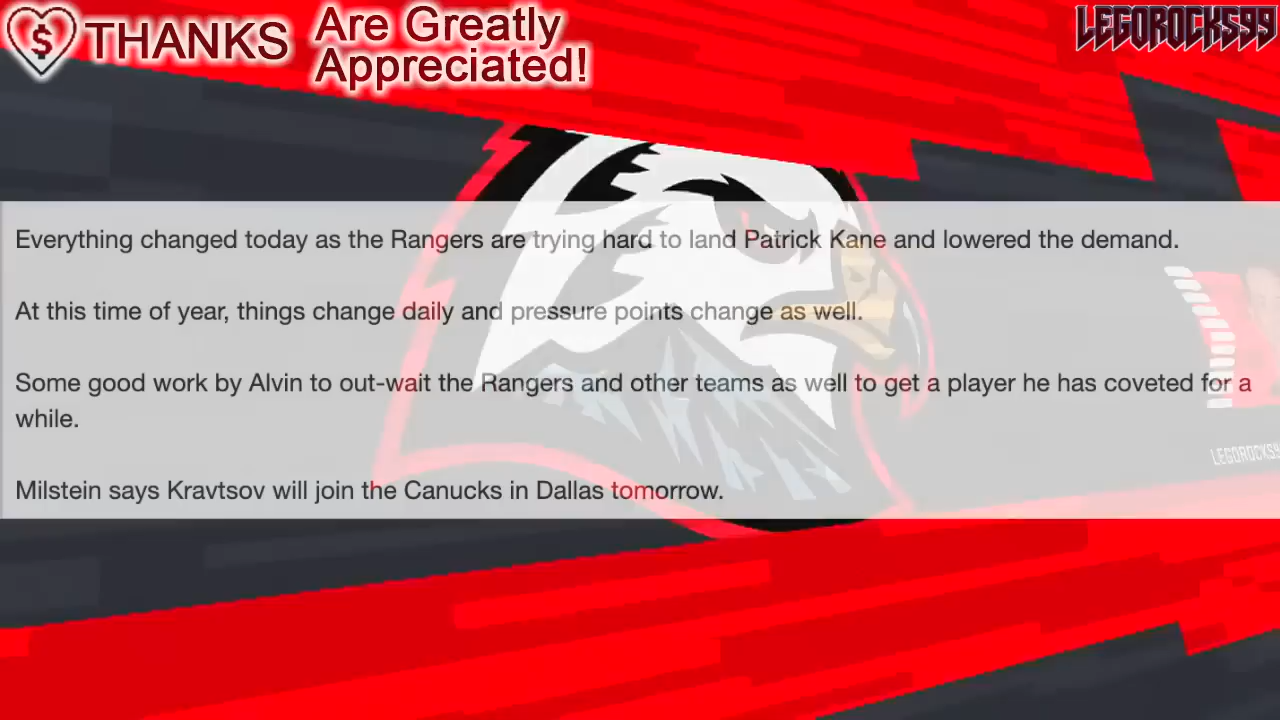 THANKS
Are Greatly
Appreciated!
LEGOROCKS99
Everything changed today as the Rangers are trying hard to land Patrick Kane and lowered the demand.
At this time of year, things change daily and pressure points change as well.
Some good work by Alvin to out-wait the Rangers and other teams as well to get a player he has coveted for a
while.
LEGOROCKS9
Milstein says Kravtsov will join the Canucks in Dallas tomorrow.